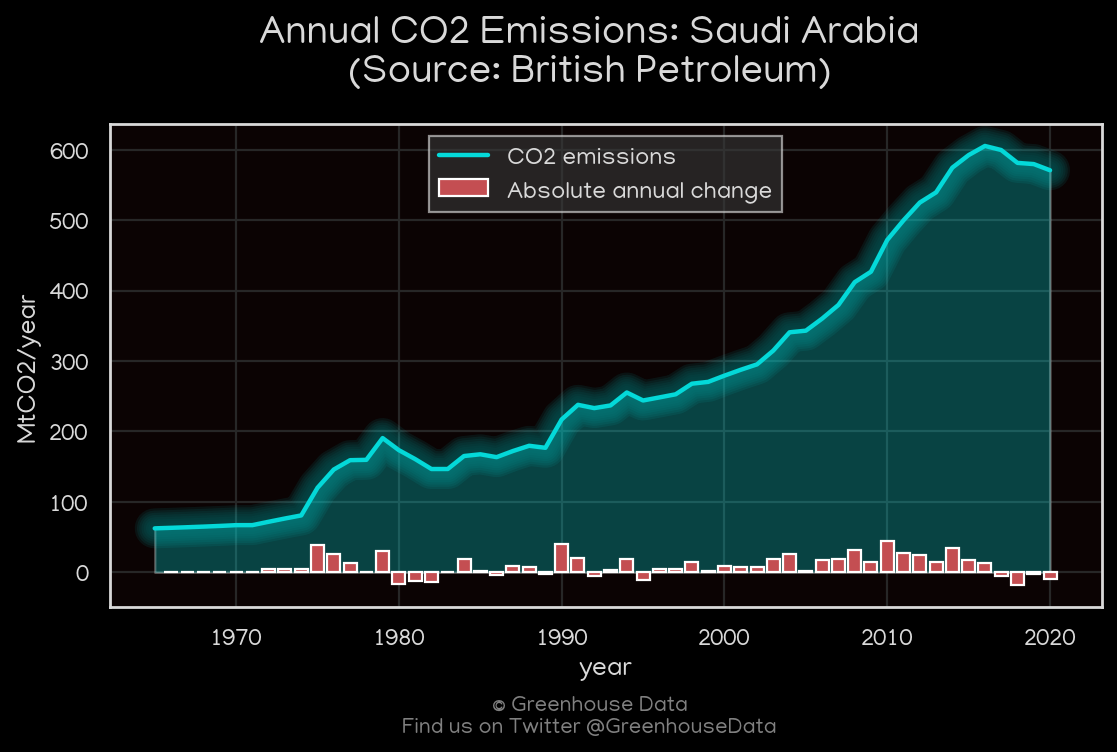 Annual CO2 Emissions: Saudi Arabia
(Source: British Petroleum)
CO2 emissions
Absolute annual change
MtCO2/year
600
500
400
300
200
100
0
1970 1980 1990 2000 2010 2020
year
© Greenhouse Data
Find us on Twitter @GreenhouseData